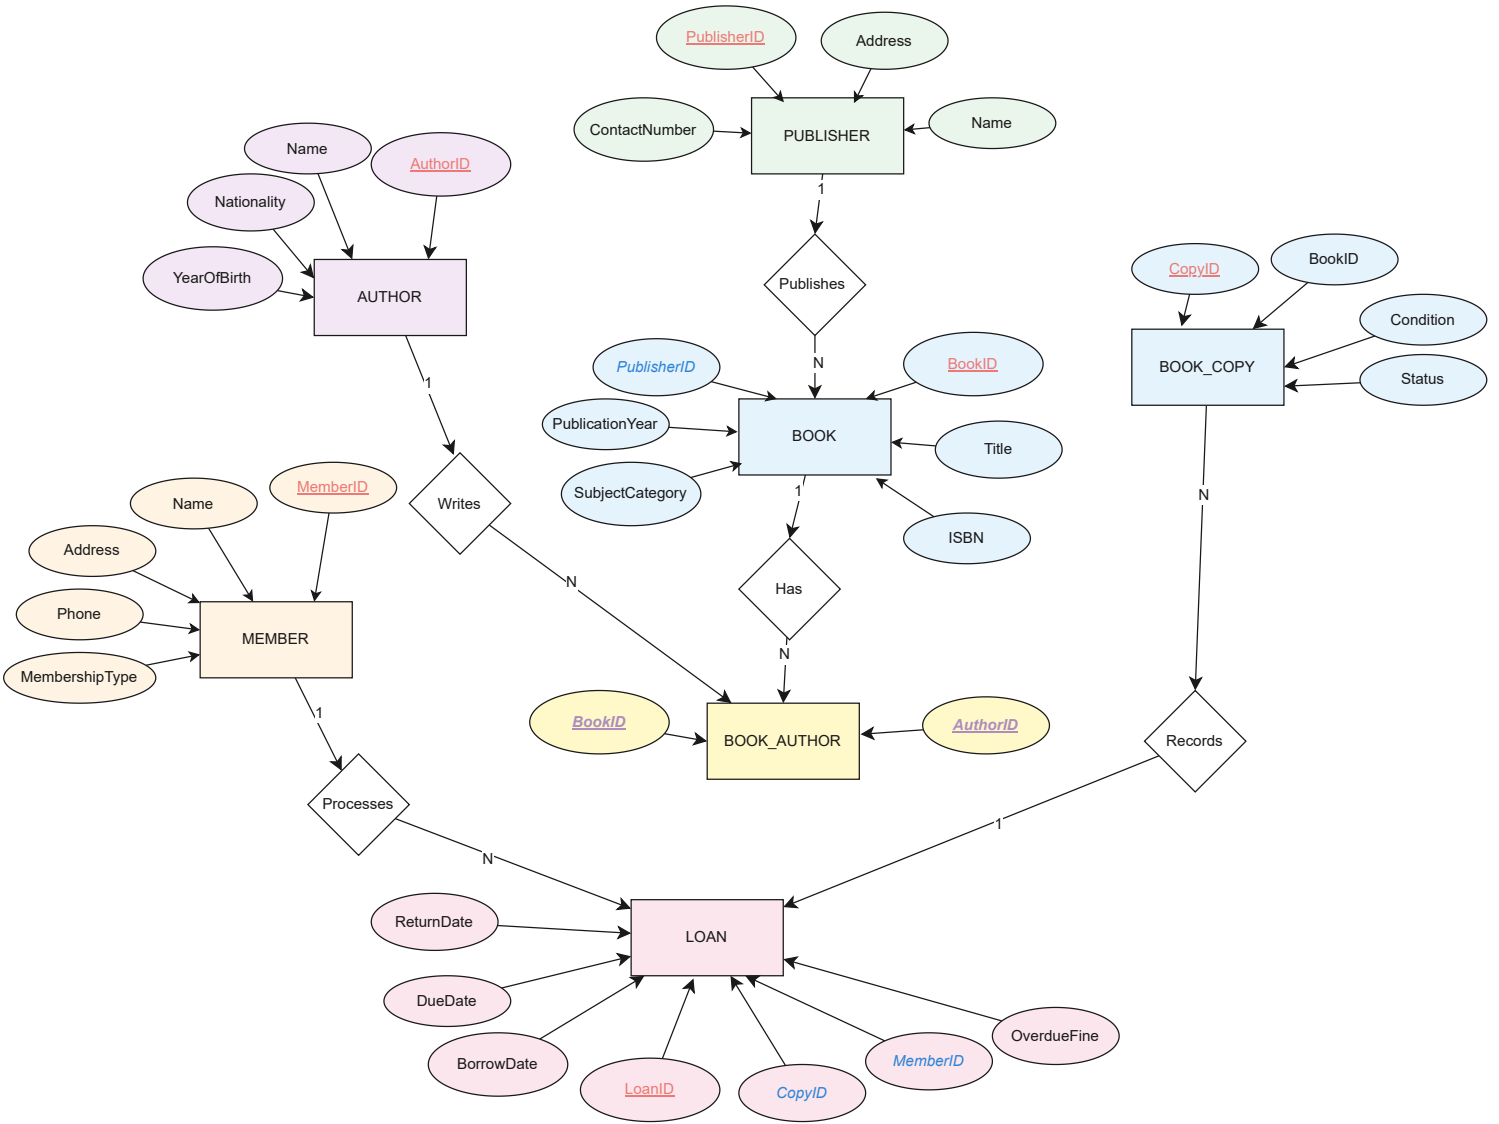 PublisherID
Address
ContactNumber
Name
PUBLISHER
1
Publishes
N
Name
AuthorID
Nationality
YearOfBirth
AUTHOR
1
Writes
N
CopyID
BookID
Condition
Status
BOOK_COPY
N
Records
1
PublisherID
BookID
PublicationYear
BOOK
Title
SubjectCategory
ISBN
1
Has
N
Name
MemberID
Address
Phone
MembershipType
MEMBER
1
Processes
N
BookID
BOOK_AUTHOR
AuthorID
ReturnDate
LOAN
DueDate
BorrowDate
LoanID
CopyID
MemberID
OverdueFine